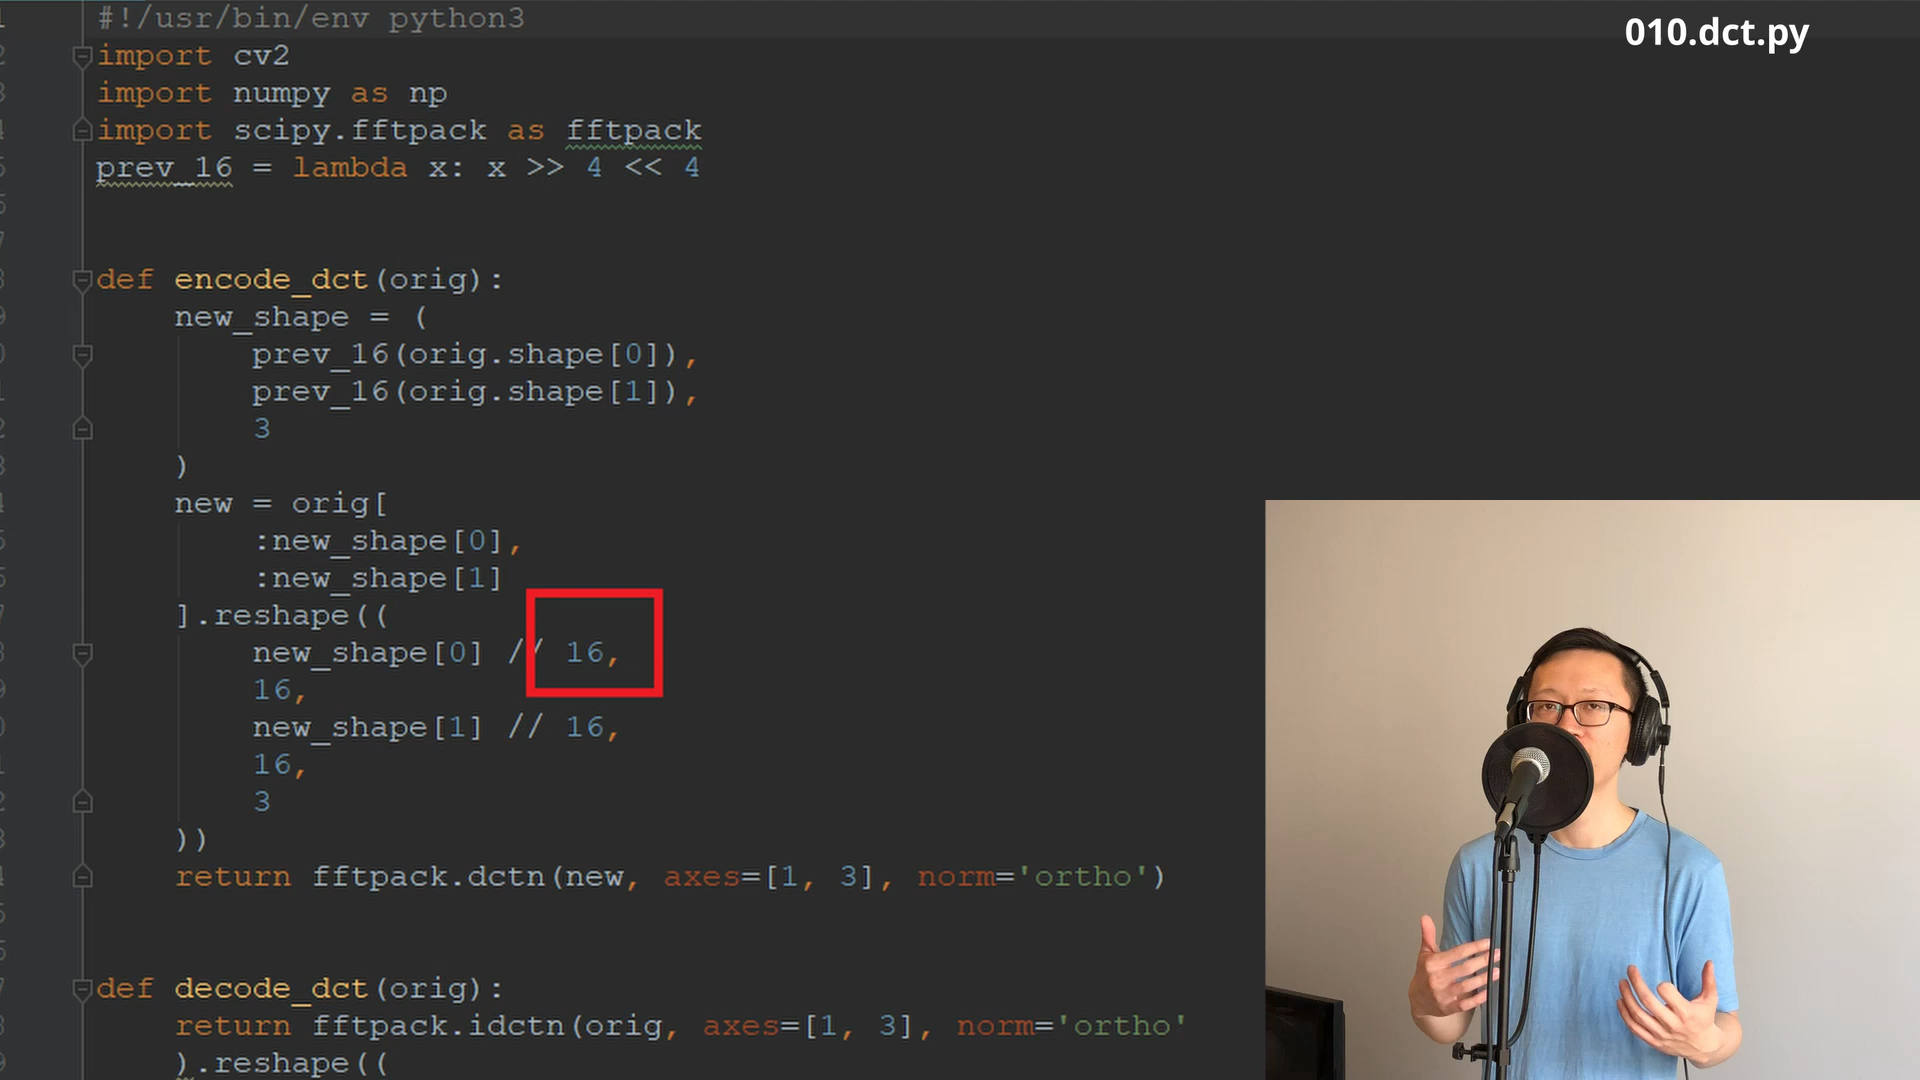 #!/usr/bin/env python3
010.dct.py
import cv2
import numpy as np
import scipy.fftpack as fftpack
prev_16 = lambda x: x >> 4 << 4
def encode_dct(orig):
new_shape = (
prev_16(orig.shape[0]),
prev_16(orig.shape[1]),
3
)
new = orig[
:new_shape[0],
:new_shape[1]
].reshape((
new_shape[0] // 16,
16,
new_shape[1] // 16,
16,
3
))
return fftpack.dctn(new, axes=[1, 3], norm='ortho')
def decode_dct(orig):
return fftpack.idctn(orig, axes=[1, 3], norm='ortho'
).reshape((